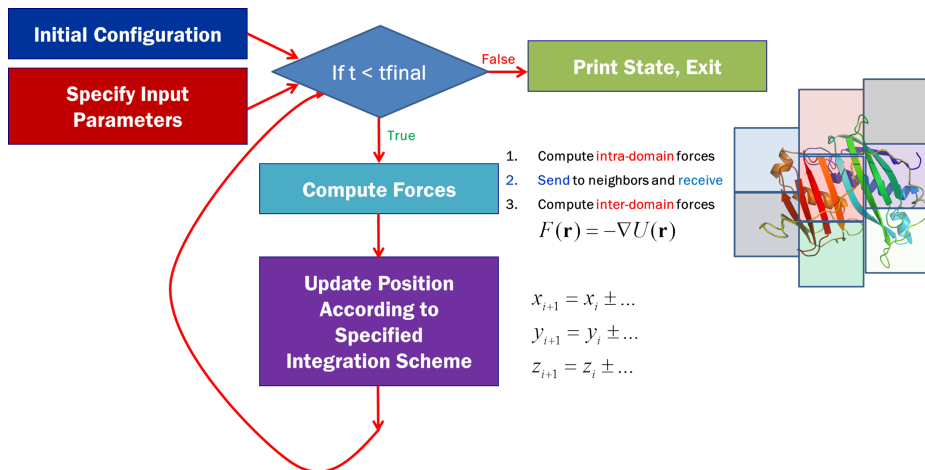 Initial Configuration
Specify Input
Parameters
If t < tfinal
False
Print State, Exit
True
Compute Forces
1. Compute intra-domain forces
2. Send to neighbors and receive
3. Compute inter-domain forces
F(r) = −∇U(r)
Update Position
According to
Specified
Integration Scheme
x_{i+1} = x_i ± ...
y_{i+1} = y_i ± ...
z_{i+1} = z_i ± ...